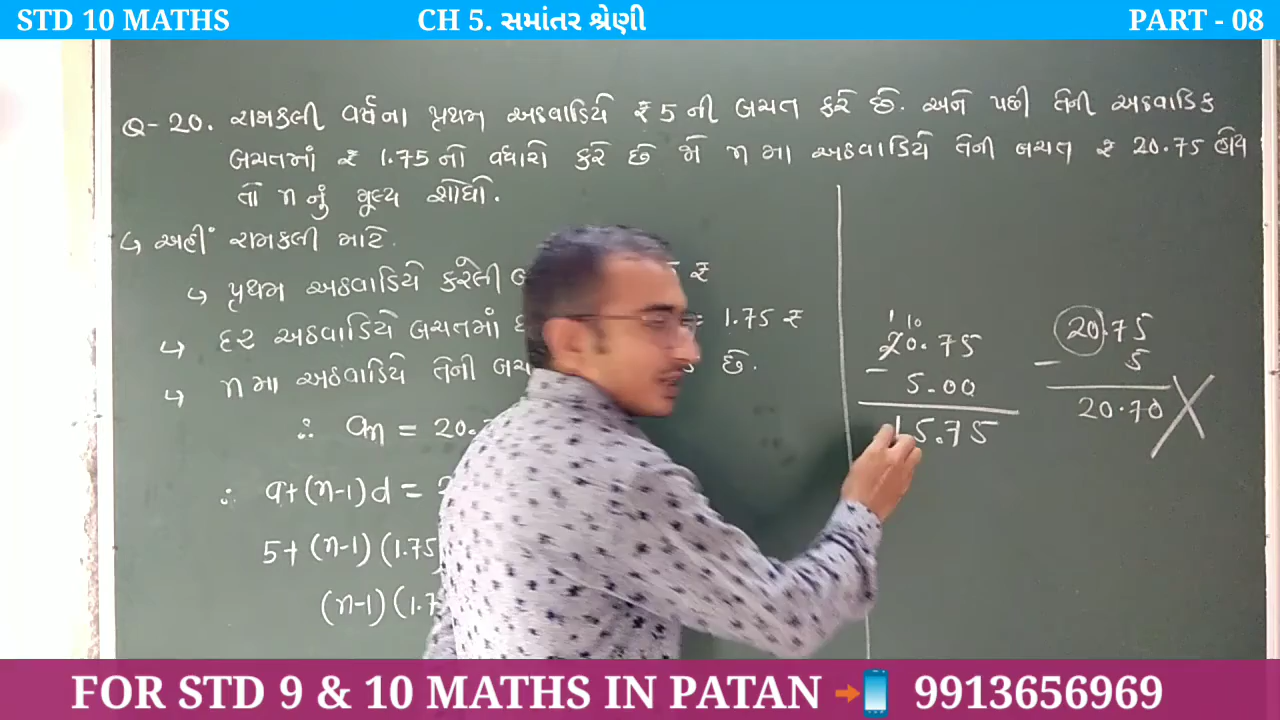 STD 10 MATHS CH 5. સમાંતર શ્રેણી PART - 08
Q-20. રામકલી વર્ષના પ્રથમ અઠવાડિયે ₹ 5 ની બચત કરે છે. અને પછી તેની અઠવાડિક
બચતમાં ₹ 1.75 નો વધારો કરે છે જો n મા અઠવાડિયે તેની બચત ₹ 20.75 હોય
તો n નું મૂલ્ય શોધો.
↳ અહીં રામકલી માટે.
↳ પ્રથમ અઠવાડિયે કરેલી ₹
↳ દર અઠવાડિયે બચતમાં = 1.75 ₹
↳ n મા અઠવાડિયે તેની છે.
∴ an = 20.
∴ a+(n-1)d =
5+(n-1)(1.75
(n-1)(1.7
1 10
20.75
- 5.00
15.75
20.75
- 5
20.70
FOR STD 9 & 10 MATHS IN PATAN 9913656969